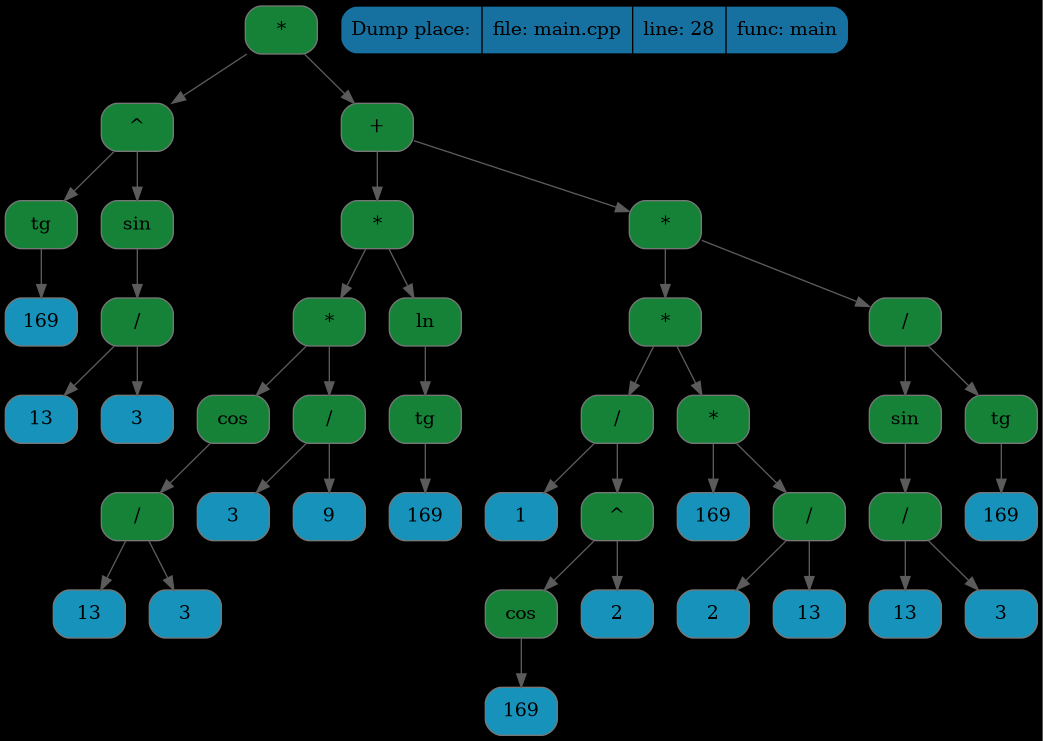 *
Dump place: file: main.cpp line: 28 func: main
^ +
tg sin * *
169 / * ln * /
13 3 cos / tg / * sin tg
/ 3 9 169 1 ^ 169 / / 169
13 3 cos 2 2 13 13 3
169